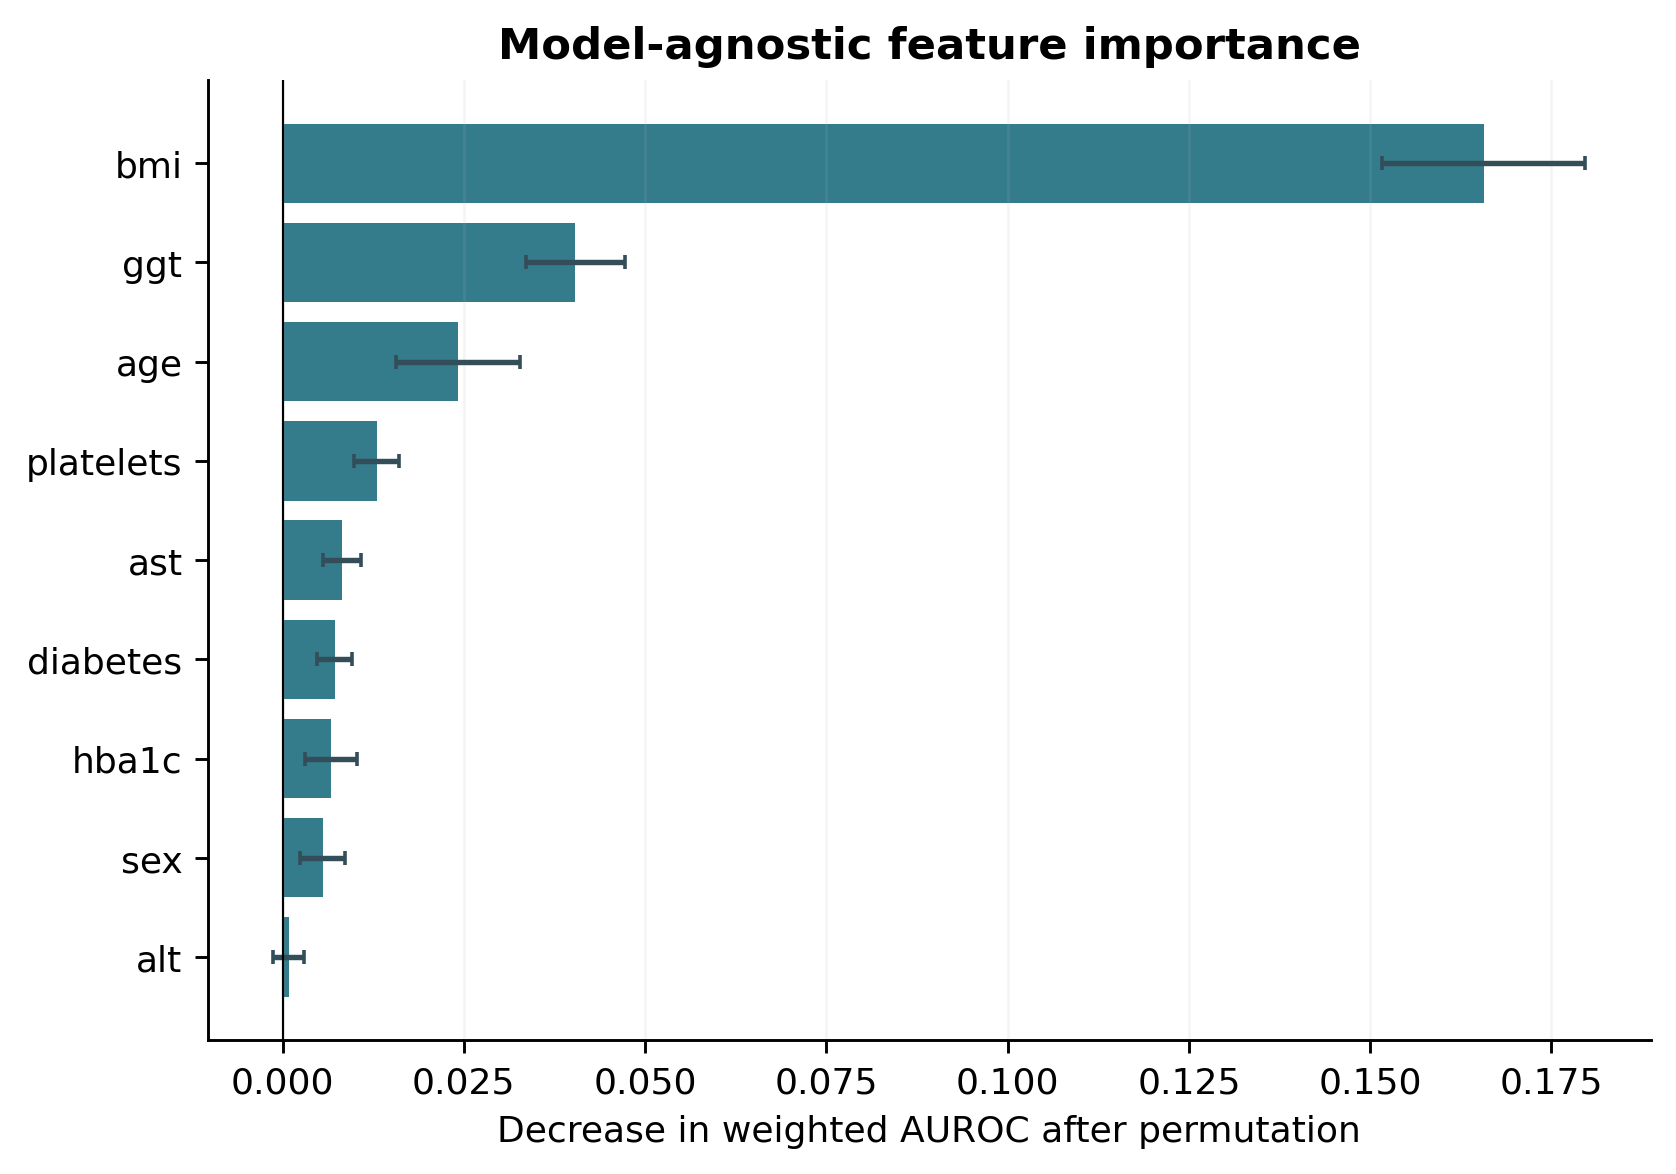 Model-agnostic feature importance
bmi
ggt
age
platelets
ast
diabetes
hba1c
sex
alt
0.000 0.025 0.050 0.075 0.100 0.125 0.150 0.175
Decrease in weighted AUROC after permutation